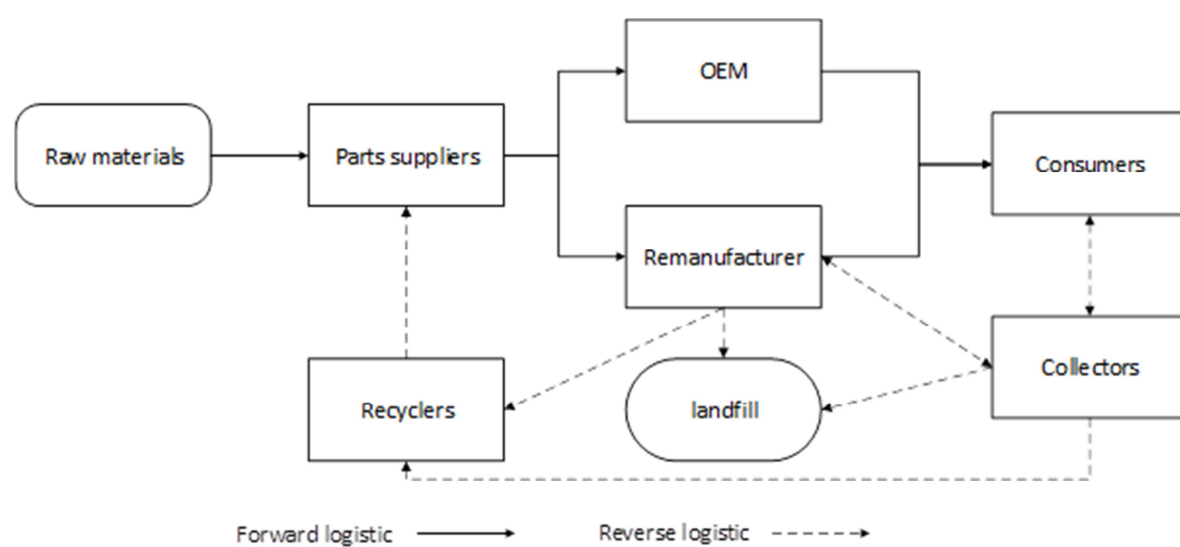 OEM
Raw materials
Parts suppliers
Consumers
Remanufacturer
Collectors
Recyclers
landfill
Forward logistic
Reverse logistic